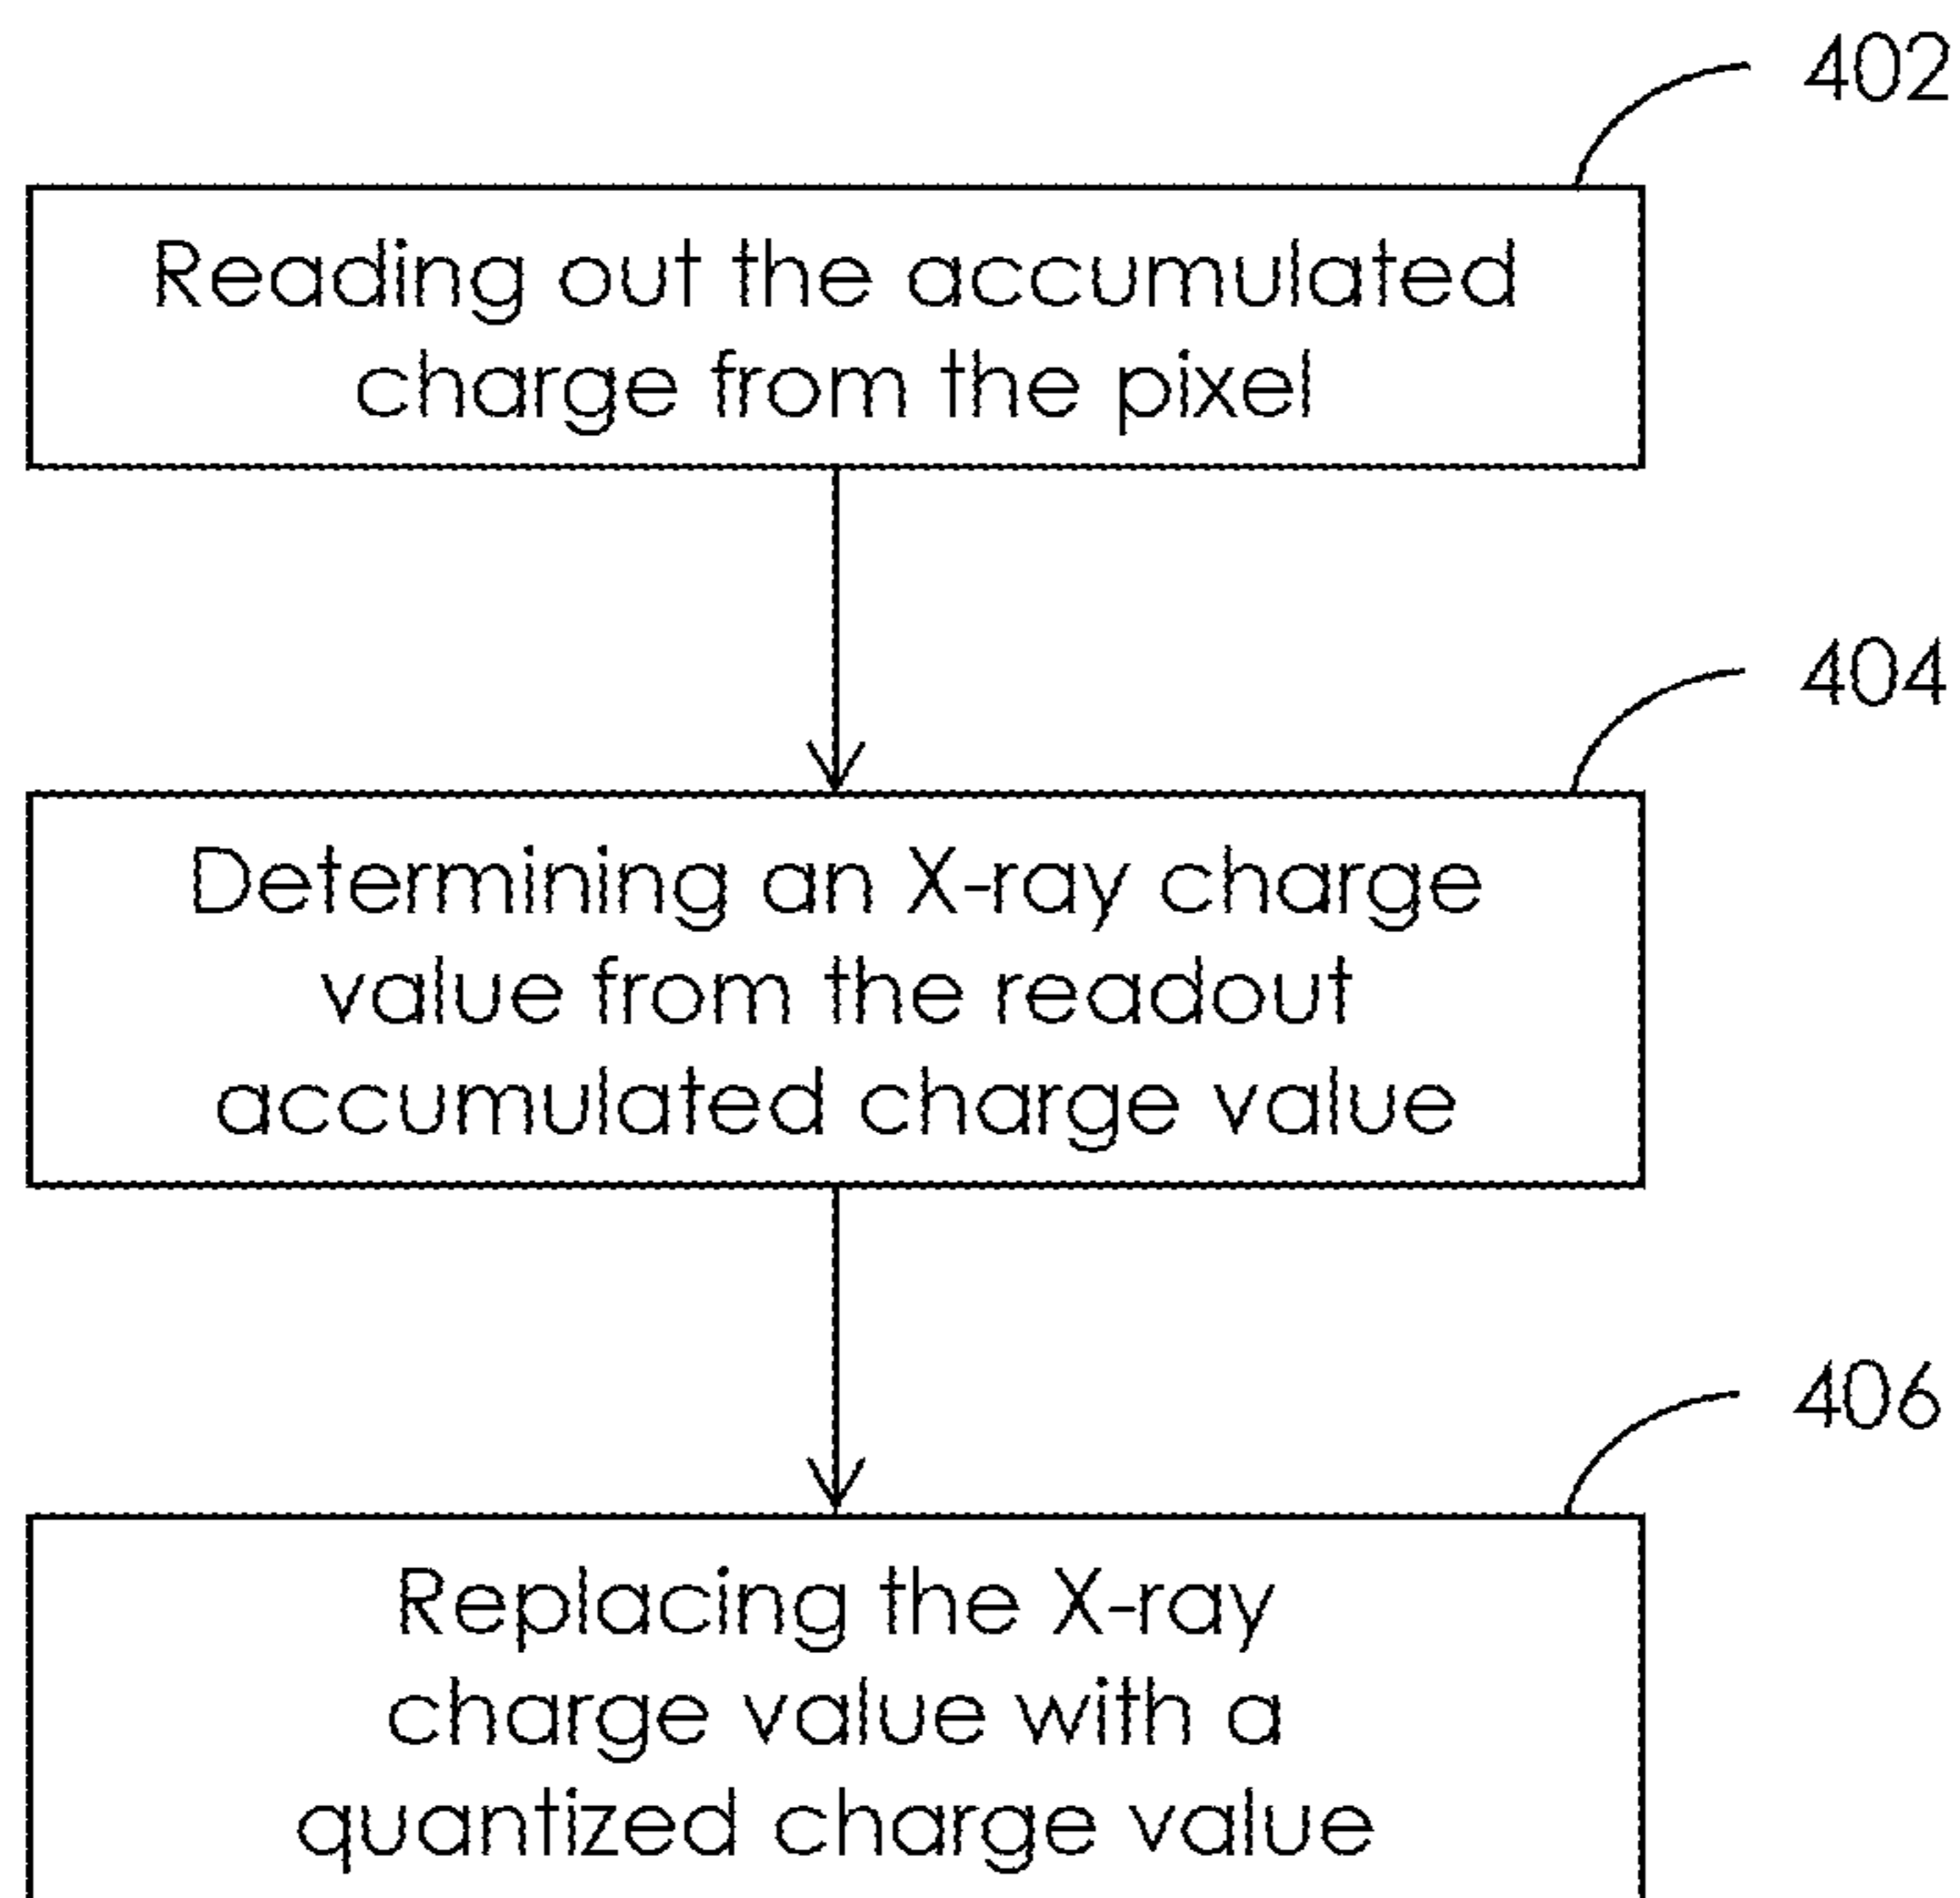 402
Reading out the accumulated
charge from the pixel
404
Determining an X-ray charge
value from the readout
accumulated charge value
406
Replacing the X-ray
charge value with a
quantized charge value